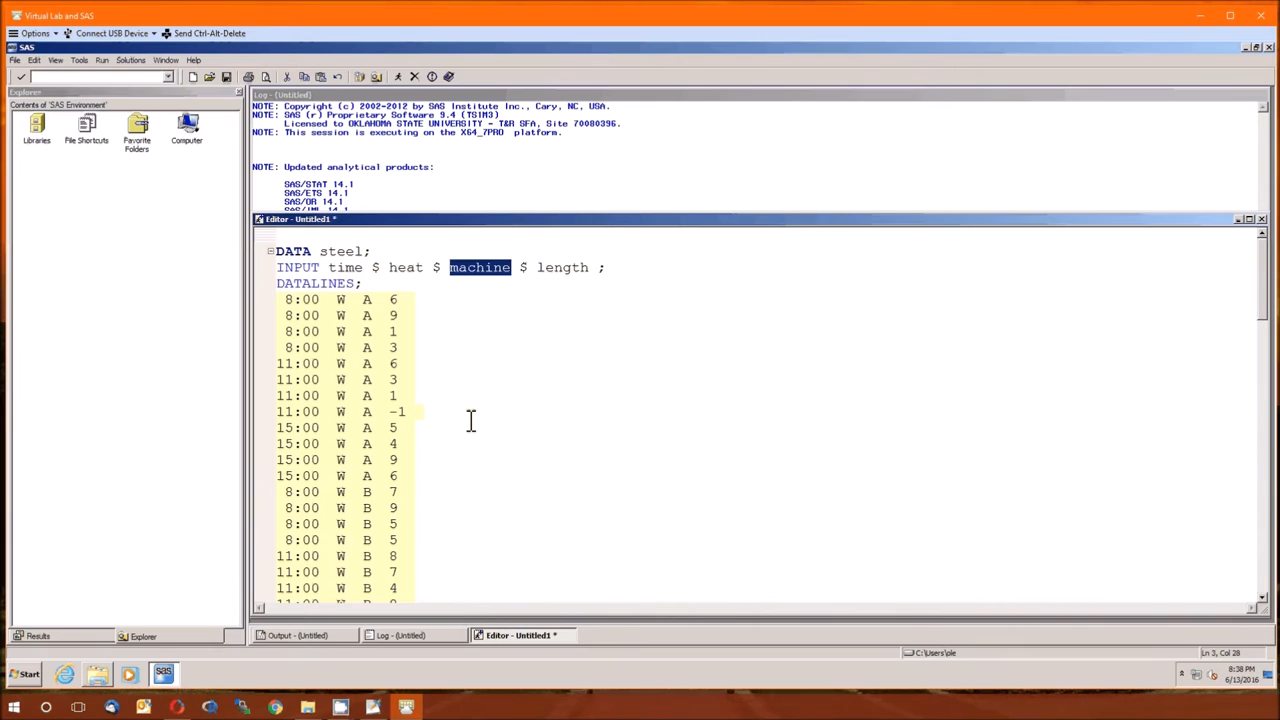 Virtual Lab and SAS
Options Connect USB Device Send Ctrl-Alt-Delete
SAS
File Edit View Tools Run Solutions Window Help
Explorer
Contents of 'SAS Environment'
Libraries File Shortcuts Favorite Folders Computer
Log - (Untitled)
NOTE: Copyright (c) 2002-2012 by SAS Institute Inc., Cary, NC, USA.
NOTE: SAS (r) Proprietary Software 9.4 (TS1M3)
Licensed to OKLAHOMA STATE UNIVERSITY - T&R SFA, Site 70080396.
NOTE: This session is executing on the X64_7PRO platform.
NOTE: Updated analytical products:
SAS/STAT 14.1
SAS/ETS 14.1
SAS/OR 14.1
SAS/IML 14.1
Editor - Untitled1 *
DATA steel;
INPUT time $ heat $ machine $ length ;
DATALINES;
8:00 W A 6
8:00 W A 9
8:00 W A 1
8:00 W A 3
11:00 W A 6
11:00 W A 3
11:00 W A 1
11:00 W A -1
15:00 W A 5
15:00 W A 4
15:00 W A 9
15:00 W A 6
8:00 W B 7
8:00 W B 9
8:00 W B 5
8:00 W B 5
11:00 W B 8
11:00 W B 7
11:00 W B 4
11:00 W B
Results Explorer
Output - (Untitled) Log - (Untitled) Editor - Untitled1 *
C:\Users\ple
Ln 3, Col 28
Start
sas
8:38 PM
6/13/2016